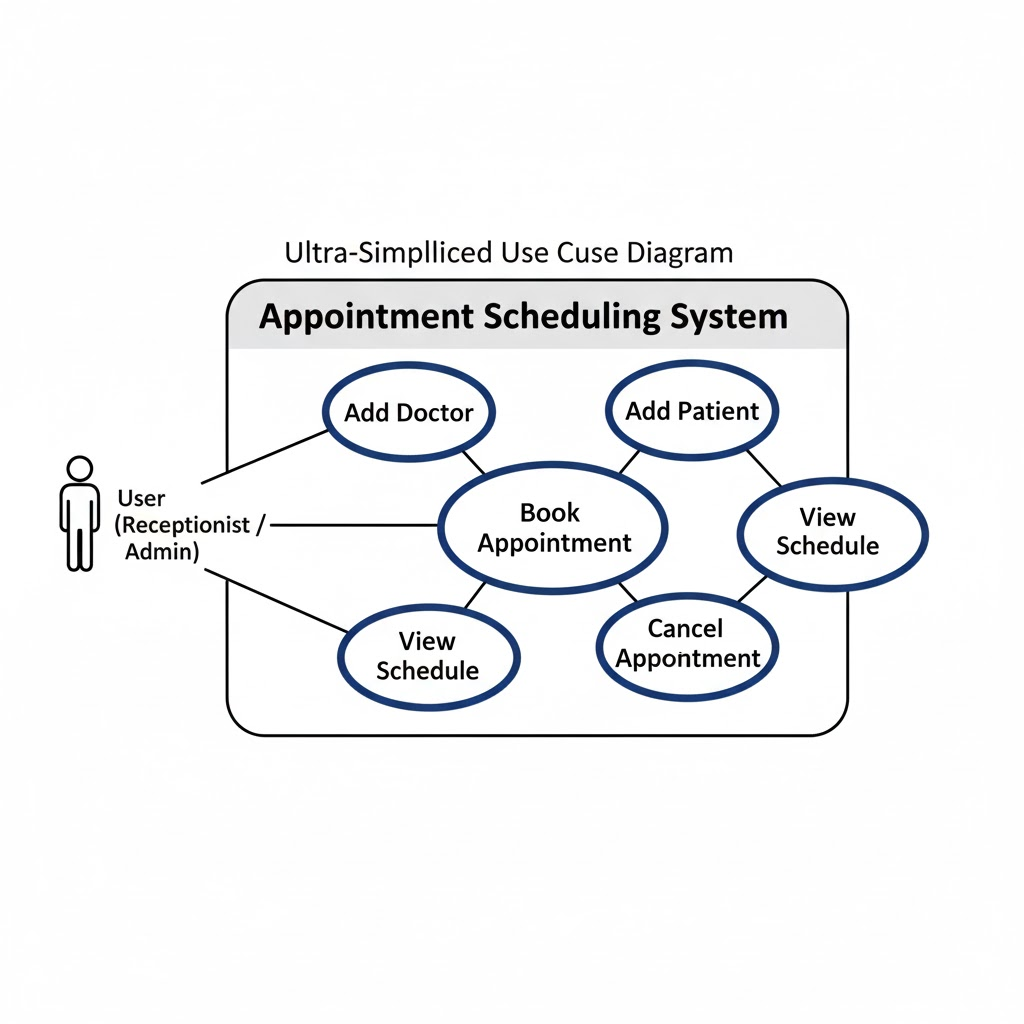 Ultra-Simplliced Use Cuse Diagram
Appointment Scheduling System
Add Doctor
Add Patient
User
(Receptionist /
Admin)
Book
Appointment
View
Schedule
View
Schedule
Cancel
Appointment